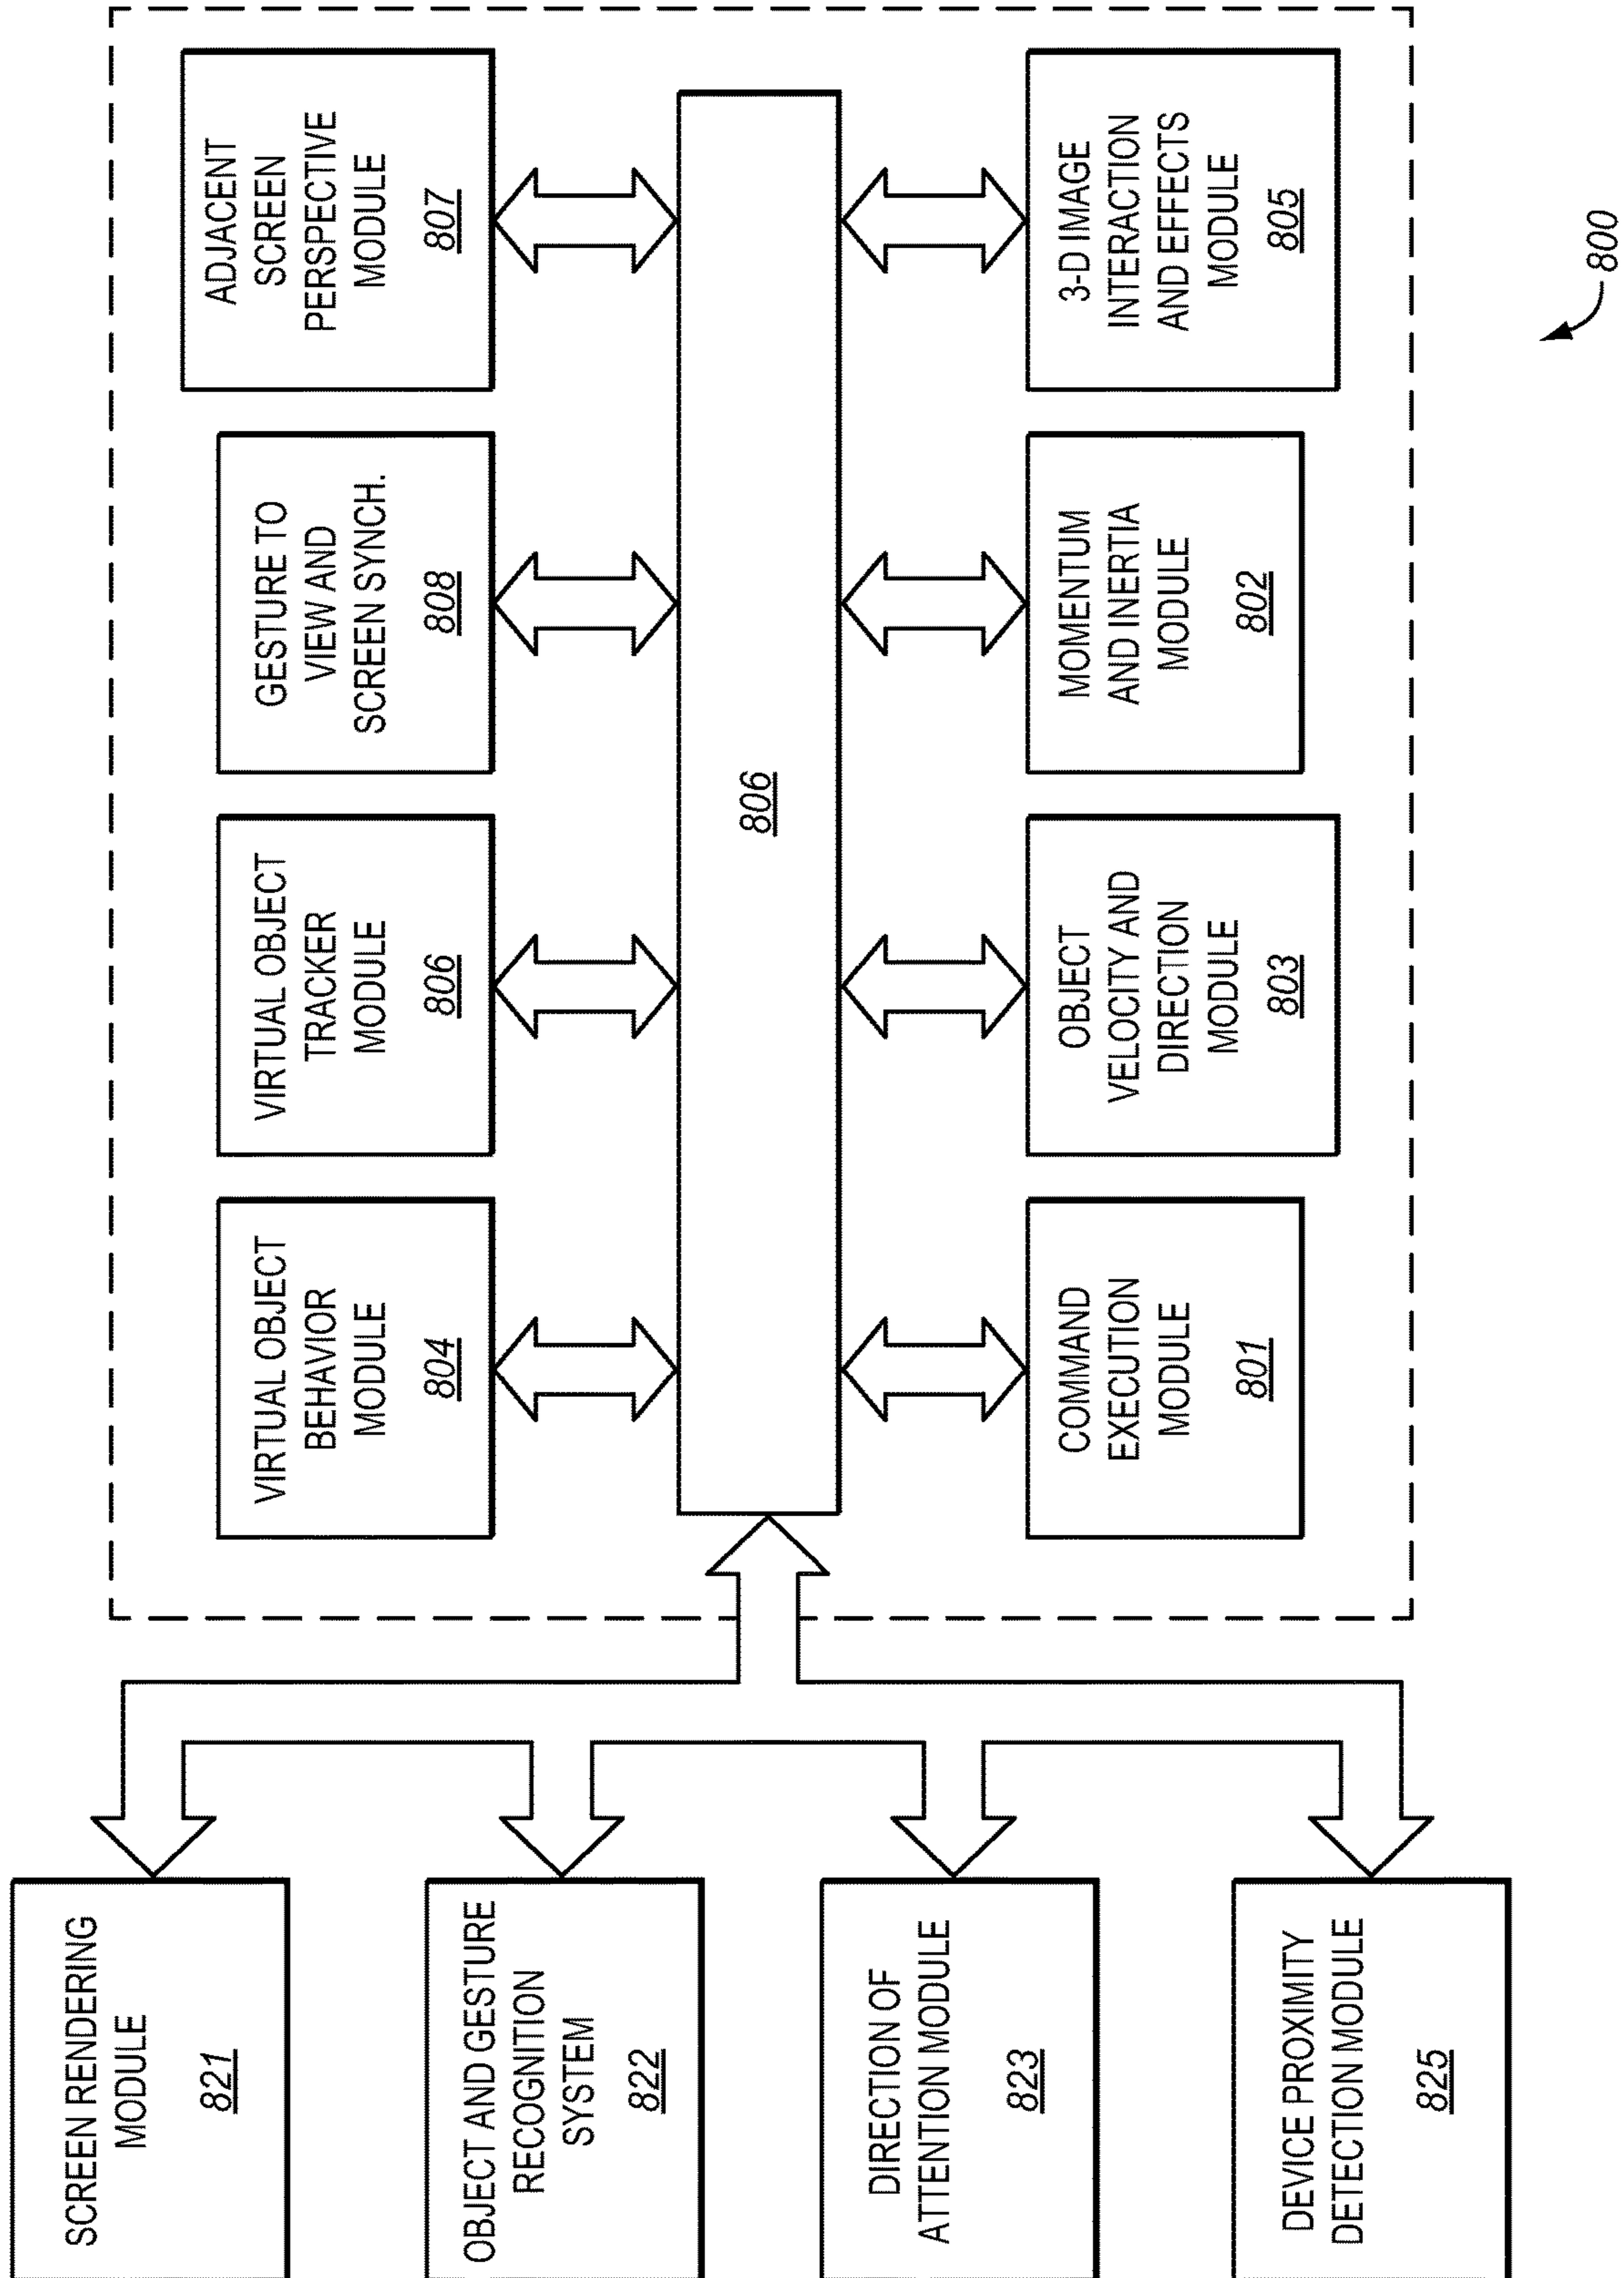 SCREEN RENDERING
MODULE
821
OBJECT AND GESTURE
RECOGNITION
SYSTEM
822
DIRECTION OF
ATTENTION MODULE
823
DEVICE PROXIMITY
DETECTION MODULE
825
VIRTUAL OBJECT
BEHAVIOR
MODULE
804
VIRTUAL OBJECT
TRACKER
MODULE
806
GESTURE TO
VIEW AND
SCREEN SYNCH.
808
ADJACENT
SCREEN
PERSPECTIVE
MODULE
807
806
COMMAND
EXECUTION
MODULE
801
OBJECT
VELOCITY AND
DIRECTION
MODULE
803
MOMENTUM
AND INERTIA
MODULE
802
3-D IMAGE
INTERACTION
AND EFFECTS
MODULE
805
800